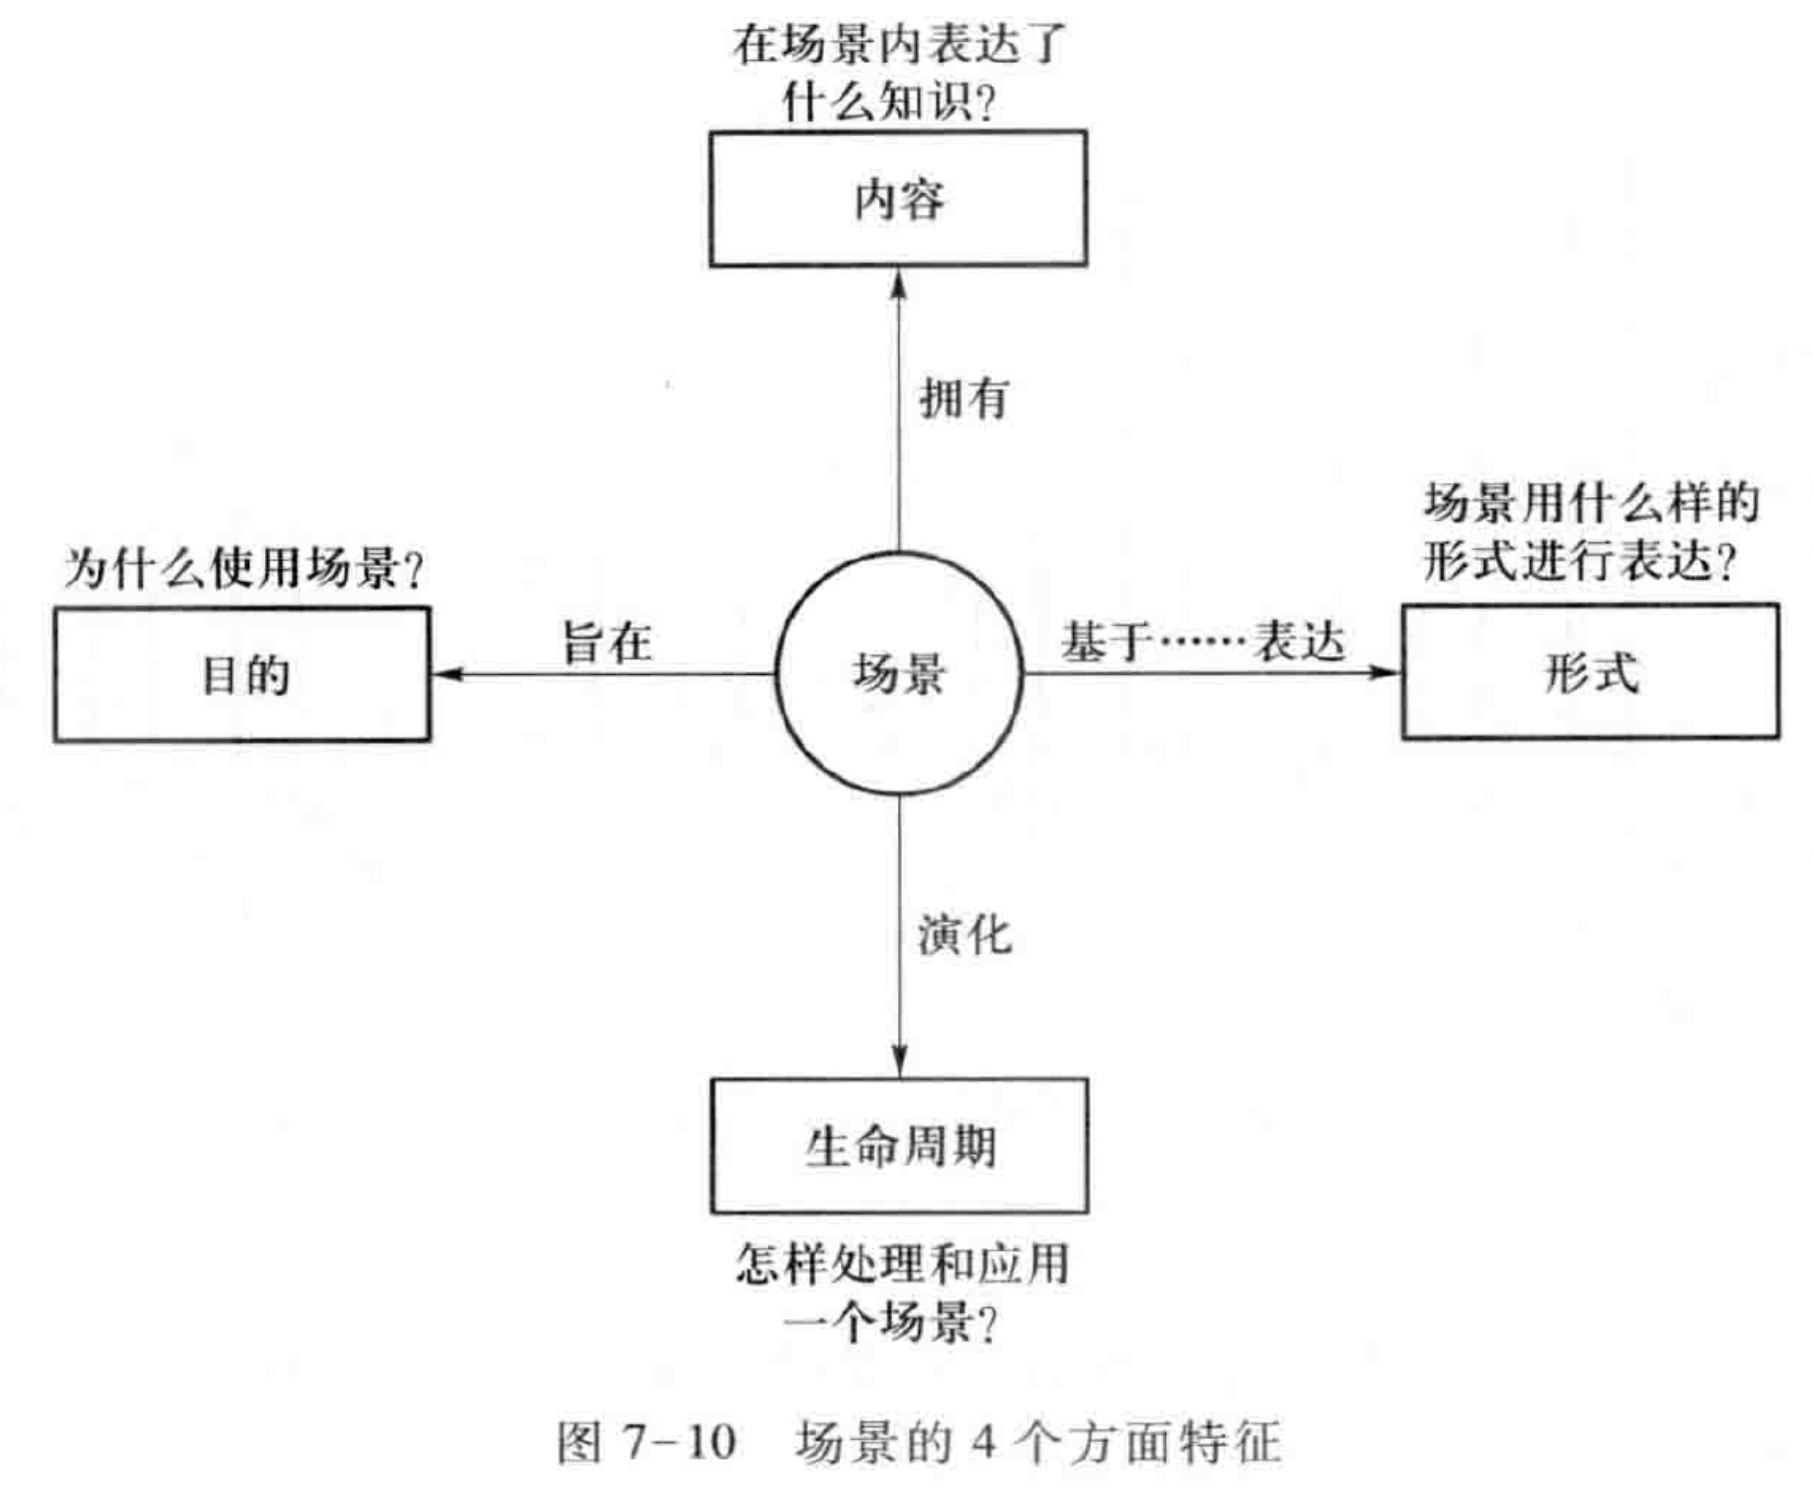 在场景内表达了
什么知识?
内容
拥有
场景用什么样的
形式进行表达?
为什么使用场景?
目的
旨在
场景
基于……表达
形式
演化
生命周期
怎样处理和应用
一个场景?
图 7-10 场景的 4 个方面特征